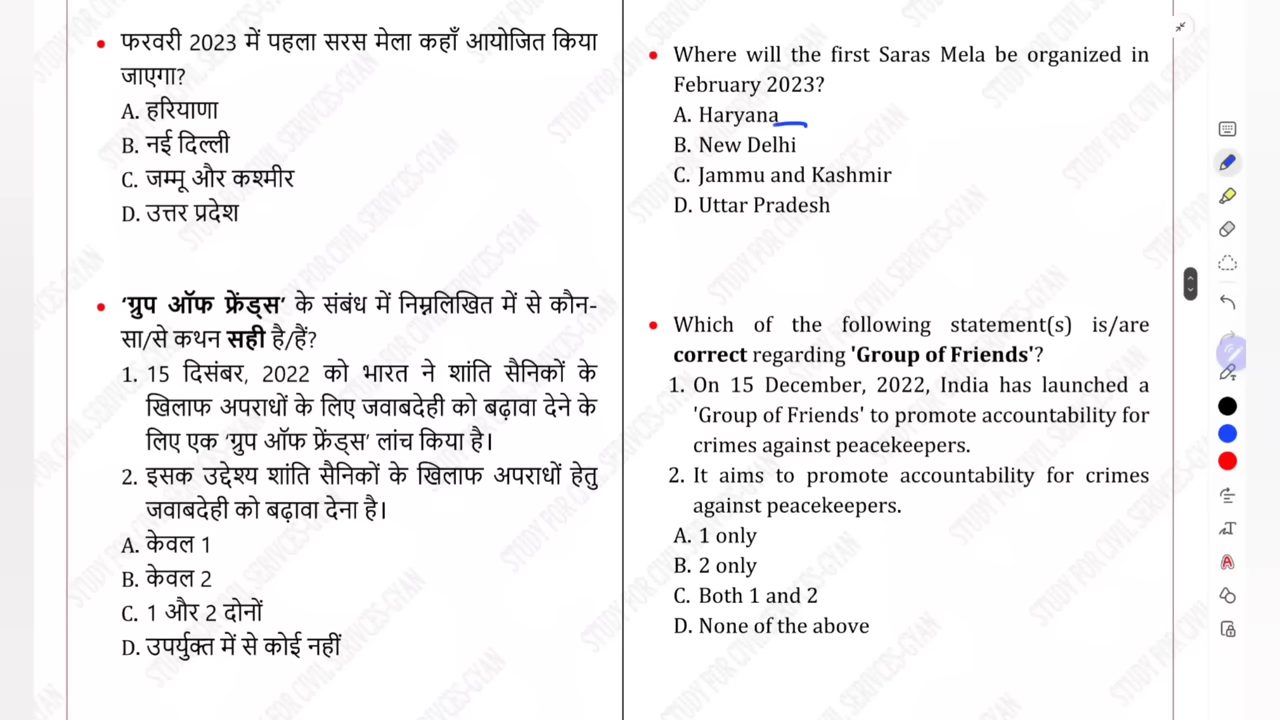 फरवरी 2023 में पहला सरस मेला कहाँ आयोजित किया
जाएगा?
A. हरियाणा
B. नई दिल्ली
C. जम्मू और कश्मीर
D. उत्तर प्रदेश
'ग्रुप ऑफ फ्रेंड्स' के संबंध में निम्नलिखित में से कौन-
सा/से कथन सही है/हैं?
1. 15 दिसंबर, 2022 को भारत ने शांति सैनिकों के
खिलाफ अपराधों के लिए जवाबदेही को बढ़ावा देने के
लिए एक 'ग्रुप ऑफ फ्रेंड्स' लांच किया है।
2. इसक उद्देश्य शांति सैनिकों के खिलाफ अपराधों हेतु
जवाबदेही को बढ़ावा देना है।
A. केवल 1
B. केवल 2
C. 1 और 2 दोनों
D. उपर्युक्त में से कोई नहीं
Where will the first Saras Mela be organized in
February 2023?
A. Haryana
B. New Delhi
C. Jammu and Kashmir
D. Uttar Pradesh
Which of the following statement(s) is/are
correct regarding 'Group of Friends'?
1. On 15 December, 2022, India has launched a
'Group of Friends' to promote accountability for
crimes against peacekeepers.
2. It aims to promote accountability for crimes
against peacekeepers.
A. 1 only
B. 2 only
C. Both 1 and 2
D. None of the above